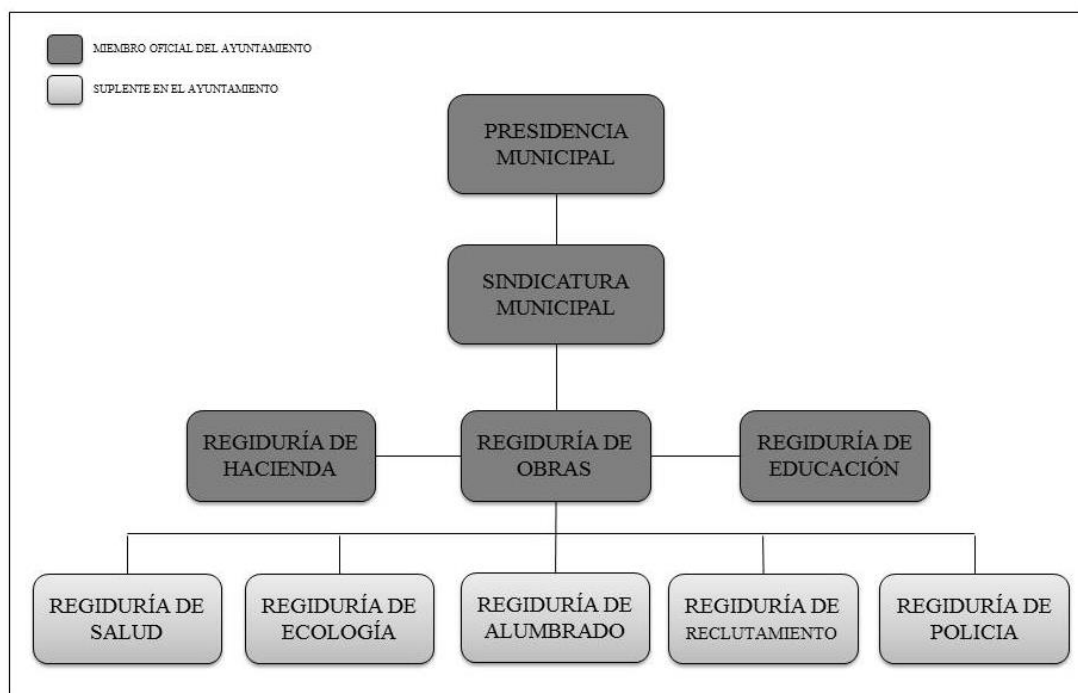 MIEMBRO OFICIAL DEL AYUNTAMIENTO
SUPLENTE EN EL AYUNTAMIENTO
PRESIDENCIA
MUNICIPAL
SINDICATURA
MUNICIPAL
REGIDURÍA DE
HACIENDA
REGIDURÍA DE
OBRAS
REGIDURÍA DE
EDUCACIÓN
REGIDURÍA DE
SALUD
REGIDURÍA DE
ECOLOGÍA
REGIDURÍA DE
ALUMBRADO
REGIDURÍA DE
RECLUTAMIENTO
REGIDURÍA DE
POLICIA